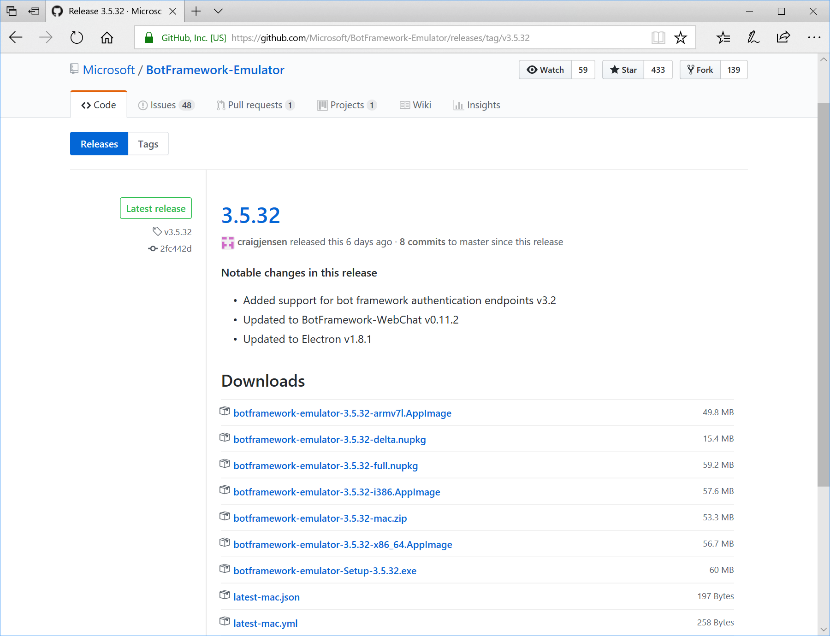 Release 3.5.32 · Microsc
GitHub, Inc. [US] https://github.com/Microsoft/BotFramework-Emulator/releases/tag/v3.5.32
Microsoft / BotFramework-Emulator
Watch 59 Star 433 Fork 139
Code Issues 48 Pull requests 1 Projects 1 Wiki Insights
Releases Tags
Latest release
v3.5.32
2fc442d
3.5.32
craigjensen released this 6 days ago · 8 commits to master since this release
Notable changes in this release
• Added support for bot framework authentication endpoints v3.2
• Updated to BotFramework-WebChat v0.11.2
• Updated to Electron v1.8.1
Downloads
botframework-emulator-3.5.32-armv7l.AppImage 49.8 MB
botframework-emulator-3.5.32-delta.nupkg 15.4 MB
botframework-emulator-3.5.32-full.nupkg 59.2 MB
botframework-emulator-3.5.32-i386.AppImage 57.6 MB
botframework-emulator-3.5.32-mac.zip 53.3 MB
botframework-emulator-3.5.32-x86_64.AppImage 56.7 MB
botframework-emulator-Setup-3.5.32.exe 60 MB
latest-mac.json 197 Bytes
latest-mac.yml 258 Bytes